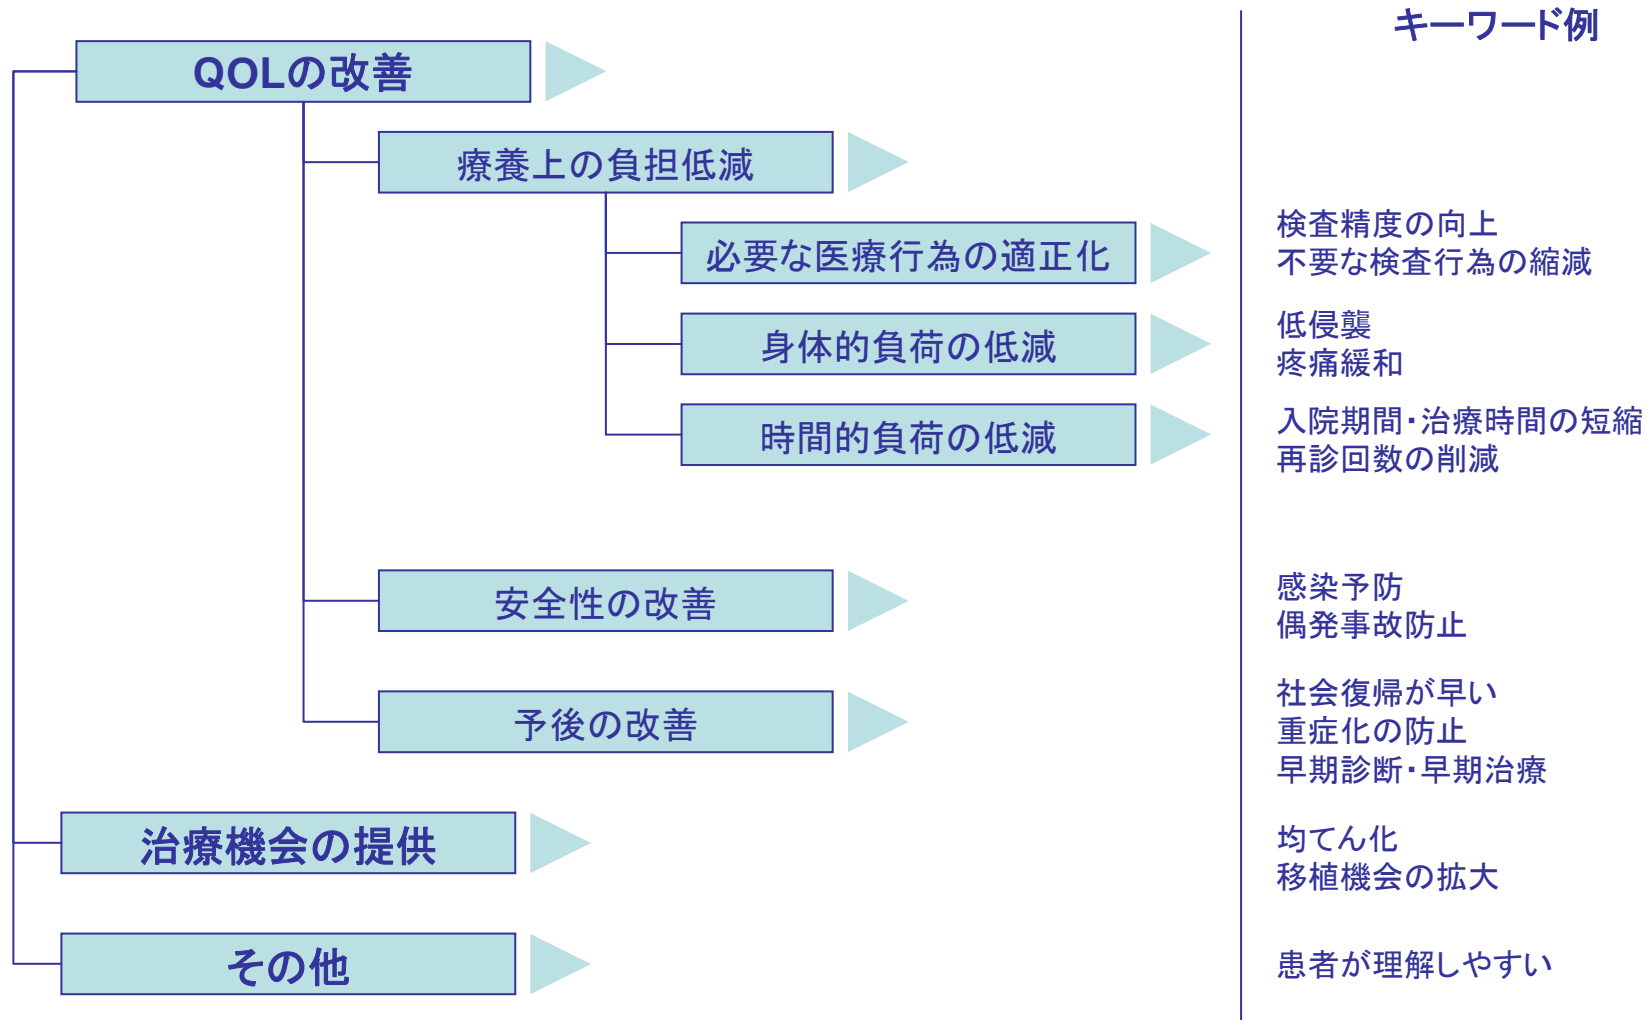 キーワード例
QOLの改善
療養上の負担低減
必要な医療行為の適正化
検査精度の向上
不要な検査行為の縮減
身体的負荷の低減
低侵襲
疼痛緩和
時間的負荷の低減
入院期間・治療時間の短縮
再診回数の削減
安全性の改善
感染予防
偶発事故防止
予後の改善
社会復帰が早い
重症化の防止
早期診断・早期治療
治療機会の提供
均てん化
移植機会の拡大
その他
患者が理解しやすい